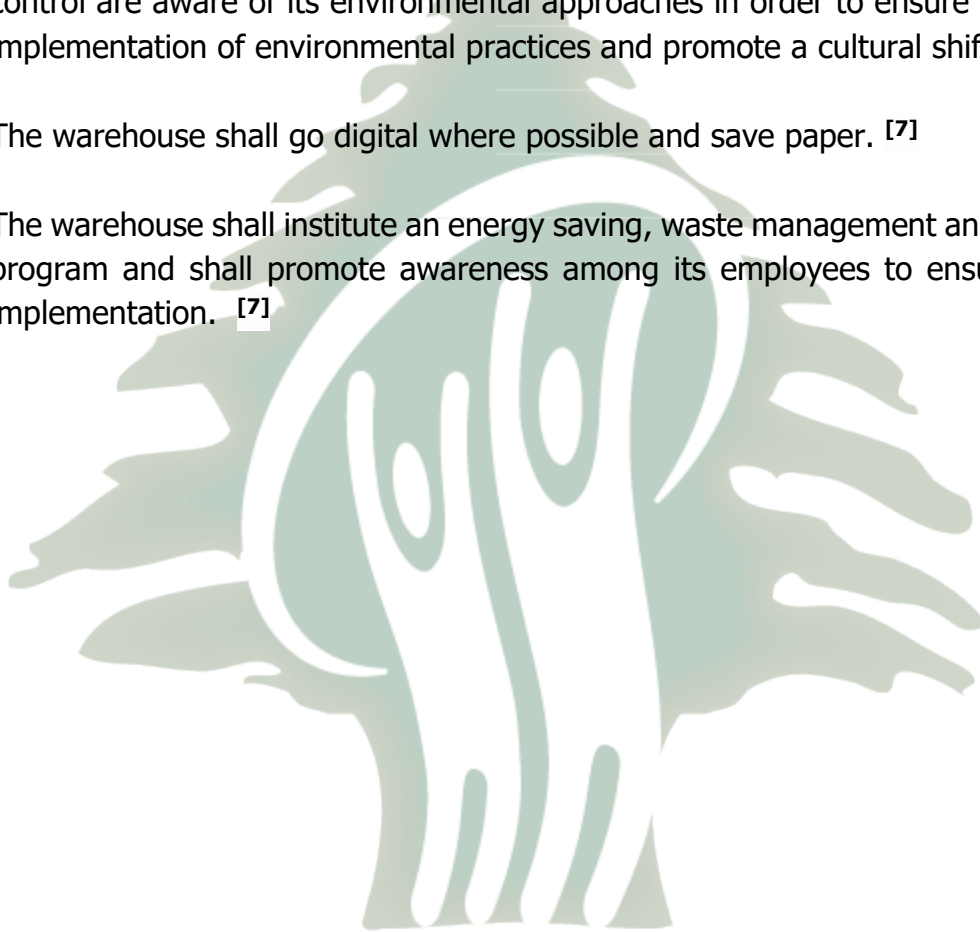 control are aware of its environmental approaches in order to ensure
implementation of environmental practices and promote a cultural shif
The warehouse shall go digital where possible and save paper. [7]
The warehouse shall institute an energy saving, waste management an
program and shall promote awareness among its employees to ensu
implementation. [7]